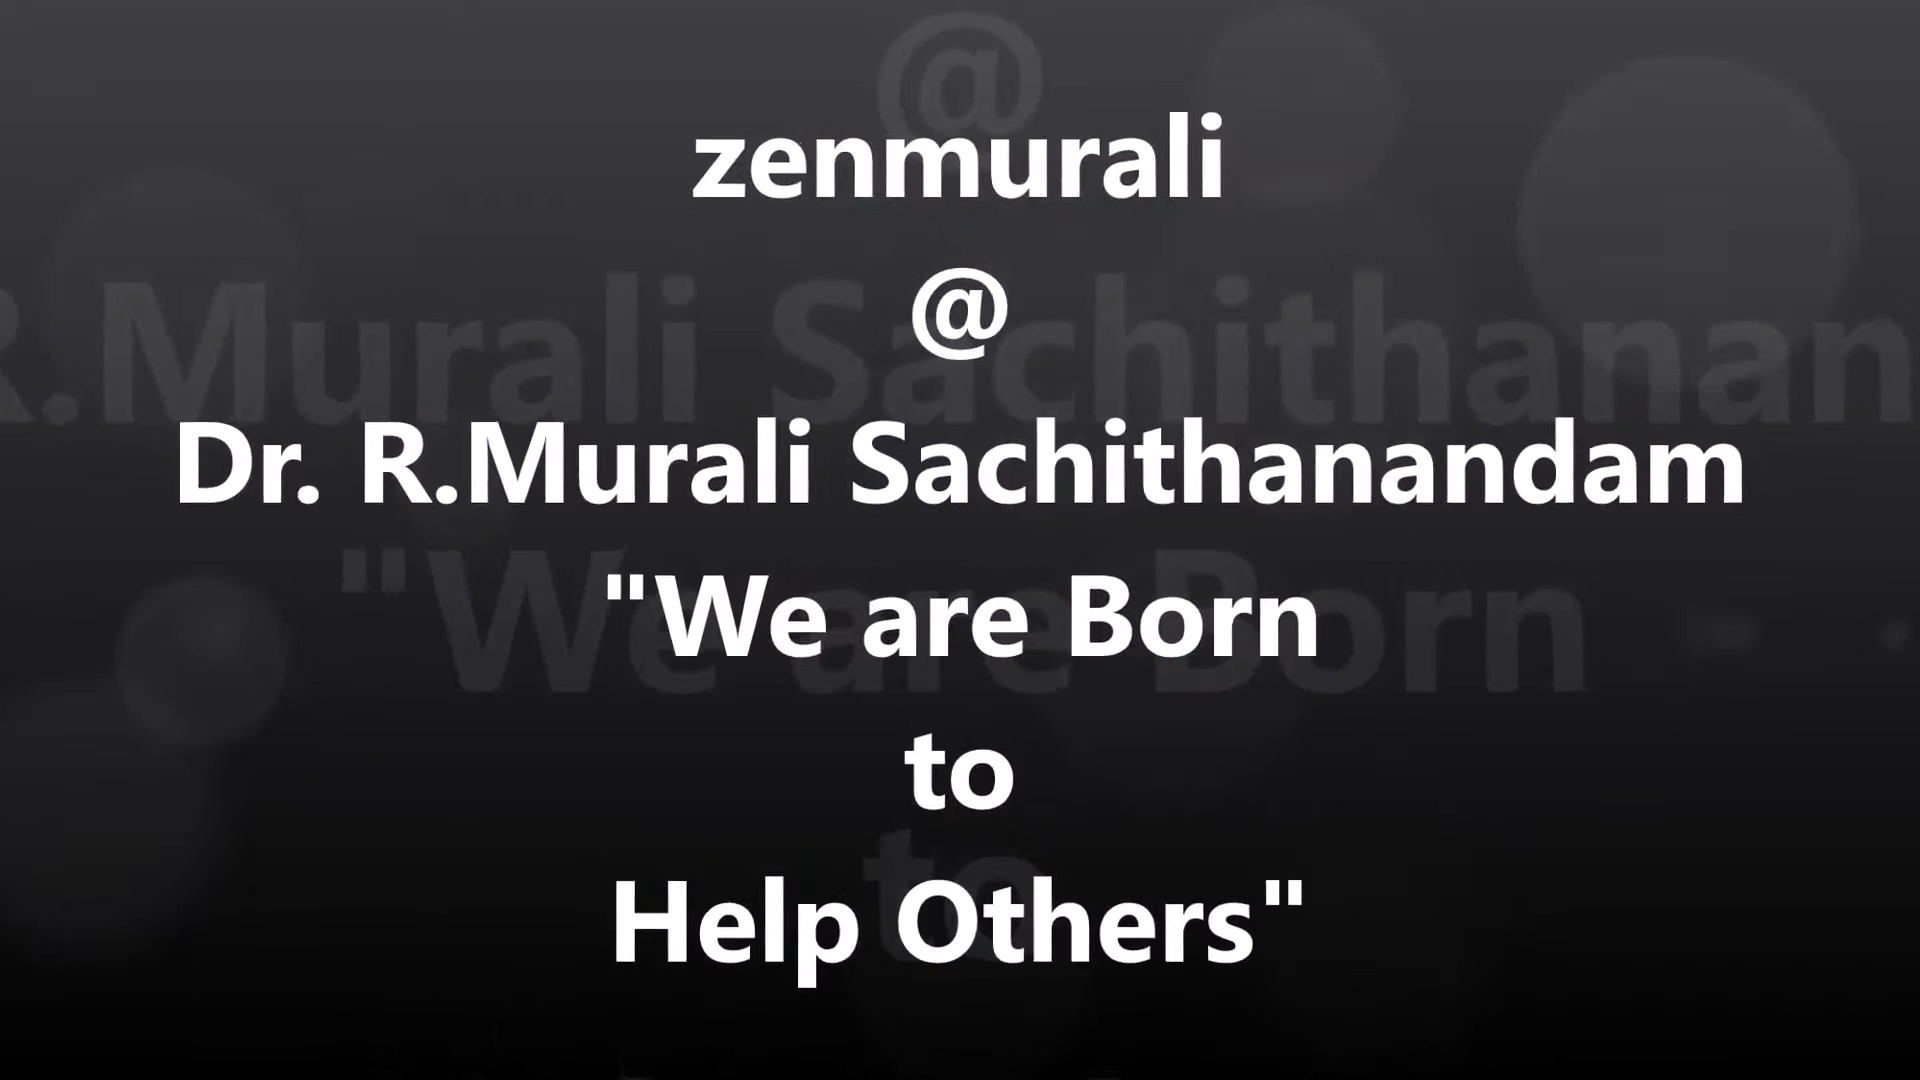 zenmurali
@
Dr. R.Murali Sachithanandam
"We are Born
to
Help Others"